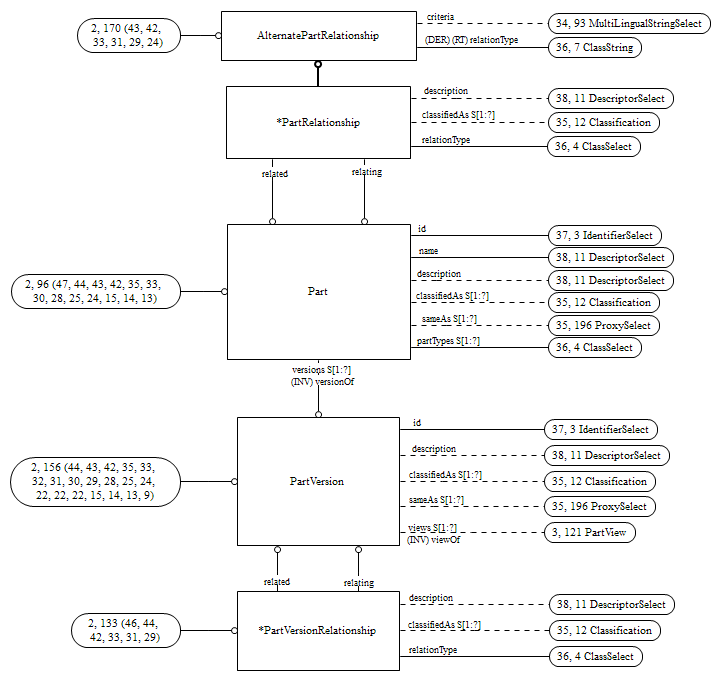 2, 170 (43, 42,
33, 31, 29, 24)
AlternatePartRelationship
criteria
34, 93 MultiLingualStringSelect
(DER) (RT) relationType
36, 7 ClassString
*PartRelationship
description
38, 11 DescriptorSelect
classifiedAs S[1:?]
35, 12 Classification
relationType
36, 4 ClassSelect
related
relating
2, 96 (47, 44, 43, 42, 35, 33,
30, 28, 25, 24, 15, 14, 13)
Part
id
37, 3 IdentifierSelect
name
38, 11 DescriptorSelect
description
38, 11 DescriptorSelect
classifiedAs S[1:?]
35, 12 Classification
sameAs S[1:?]
35, 196 ProxySelect
partTypes S[1:?]
36, 4 ClassSelect
versions S[1:?]
(INV) versionOf
2, 156 (44, 43, 42, 35, 33,
32, 31, 30, 29, 28, 25, 24,
22, 22, 22, 15, 14, 13, 9)
PartVersion
id
37, 3 IdentifierSelect
description
38, 11 DescriptorSelect
classifiedAs S[1:?]
35, 12 Classification
sameAs S[1:?]
35, 196 ProxySelect
views S[1:?]
(INV) viewOf
3, 121 PartView
related
relating
2, 133 (46, 44,
42, 33, 31, 29)
*PartVersionRelationship
description
38, 11 DescriptorSelect
classifiedAs S[1:?]
35, 12 Classification
relationType
36, 4 ClassSelect